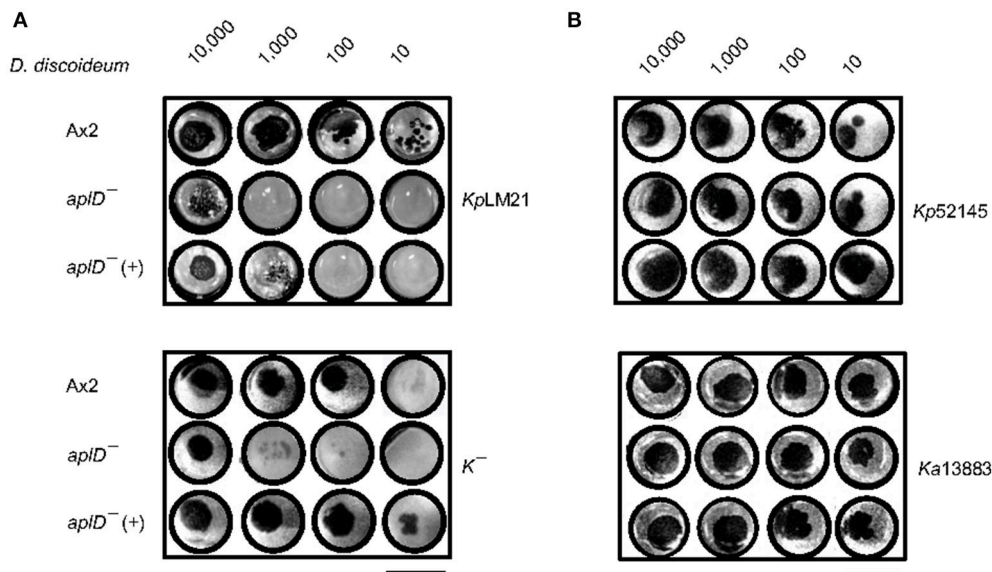 A
B
D. discoideum
10,000
1,000
100
10
10,000
1,000
100
10
Ax2
aplD⁻
aplD⁻(+)
KpLM21
Kp52145
Ax2
aplD⁻
aplD⁻(+)
K⁻
Ka13883